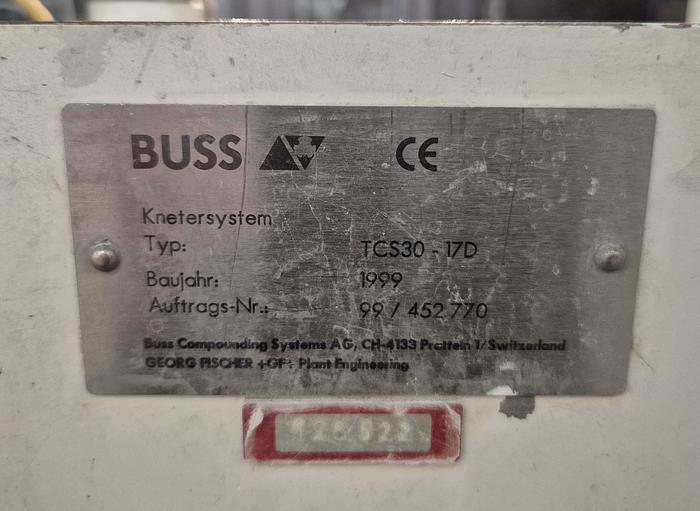 BUSS CE
Knetersystem
Typ: TCS30 - 17D
Baujahr: 1999
Auftrags-Nr.: 99 / 452 770
Buss Compounding Systems AG, CH-4133 Pratteln 1/Switzerland
GEORG FISCHER +GF+ Plant Engineering